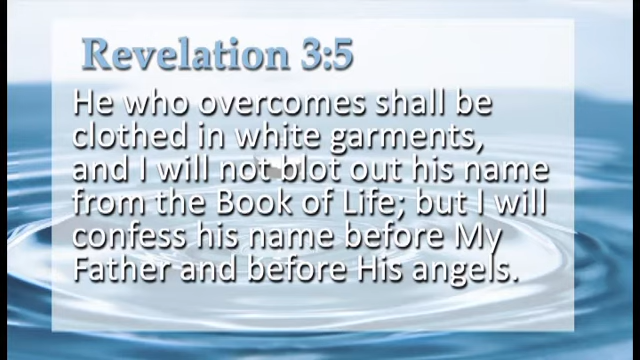 Revelation 3:5
He who overcomes shall be
clothed in white garments,
and I will not blot out his name
from the Book of Life; but I will
confess his name before My
Father and before His angels.